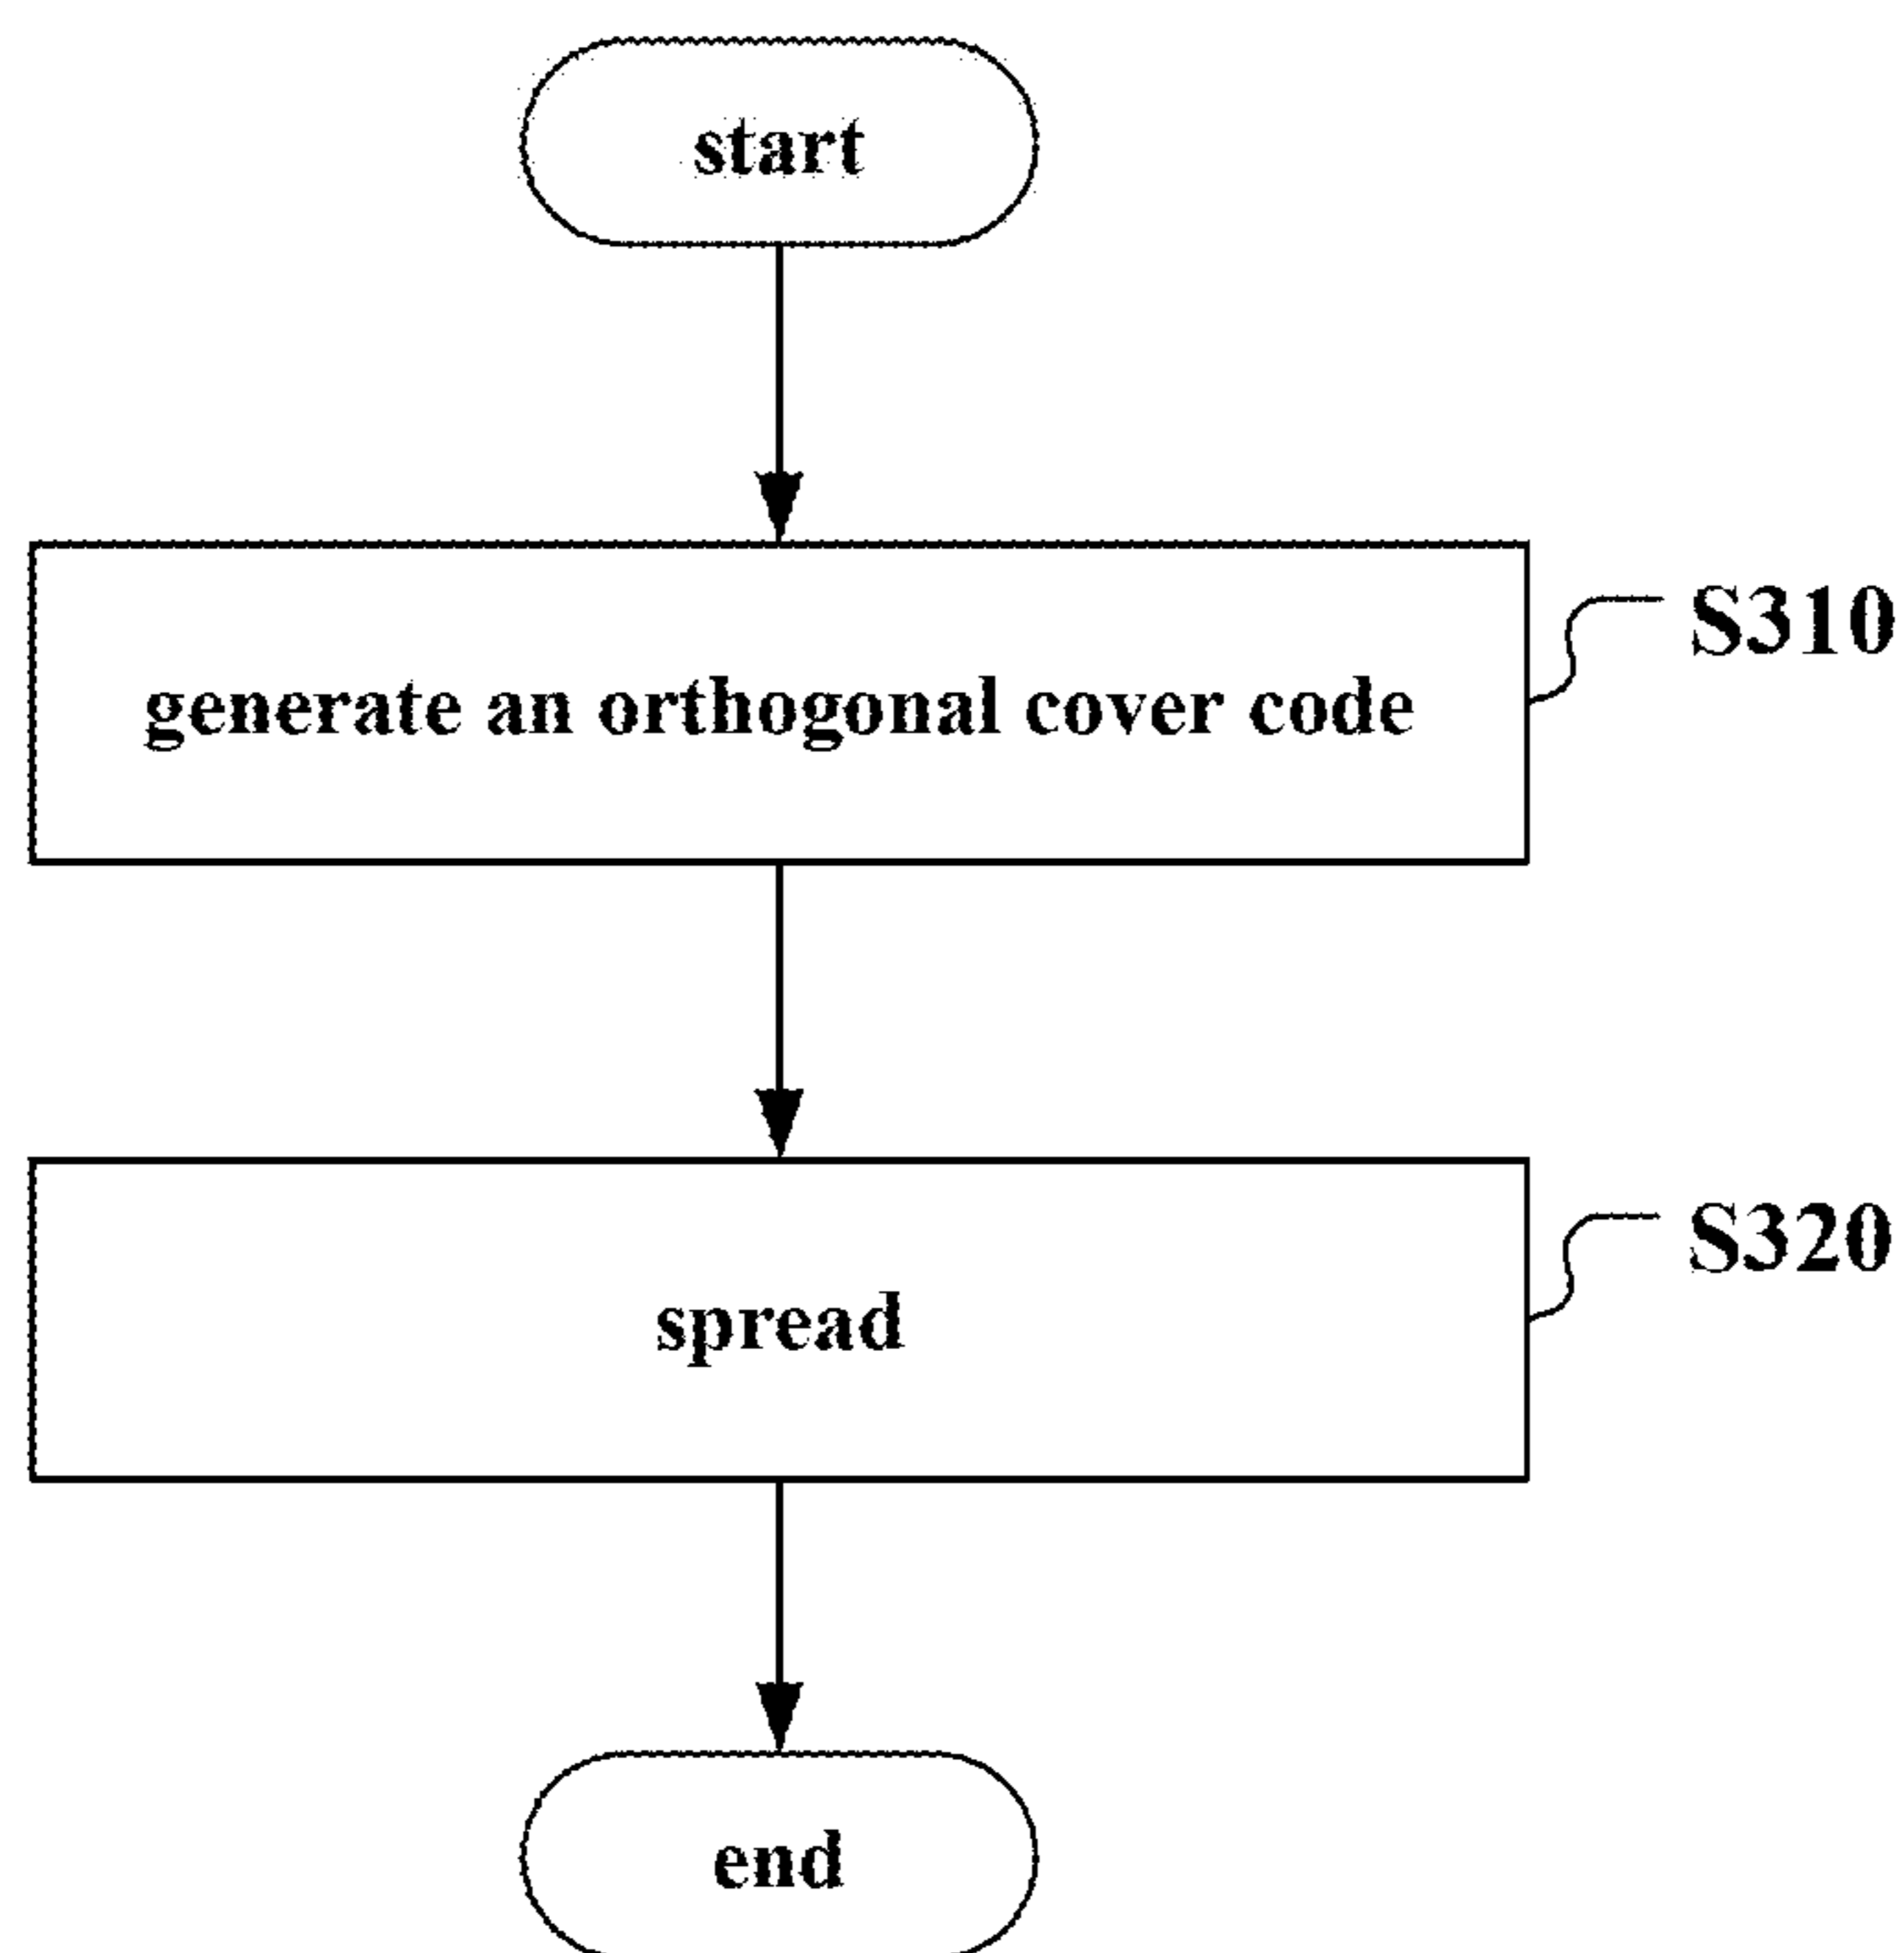 start
S310
generate an orthogonal cover code
S320
spread
end